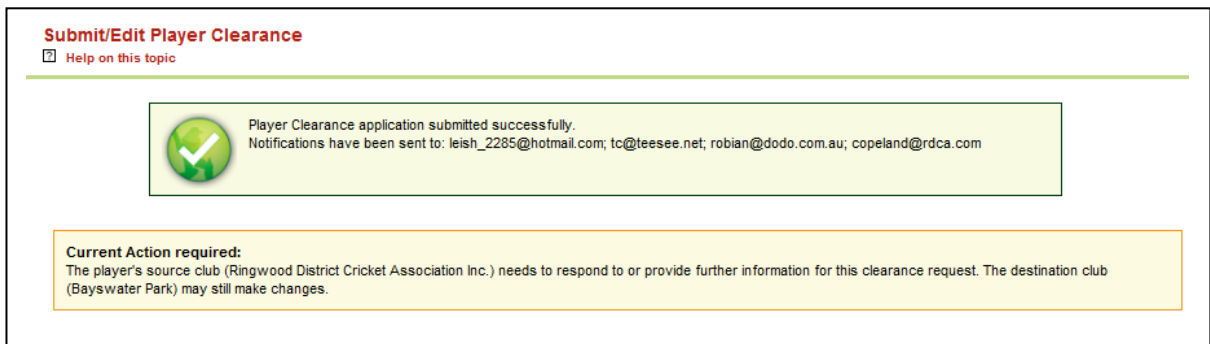 Submit/Edit Player Clearance
? Help on this topic
Player Clearance application submitted successfully.
Notifications have been sent to: leish_2285@hotmail.com; tc@teesee.net; robian@dodo.com.au; copeland@rdca.com
Current Action required:
The player's source club (Ringwood District Cricket Association Inc.) needs to respond to or provide further information for this clearance request. The destination club
(Bayswater Park) may still make changes.